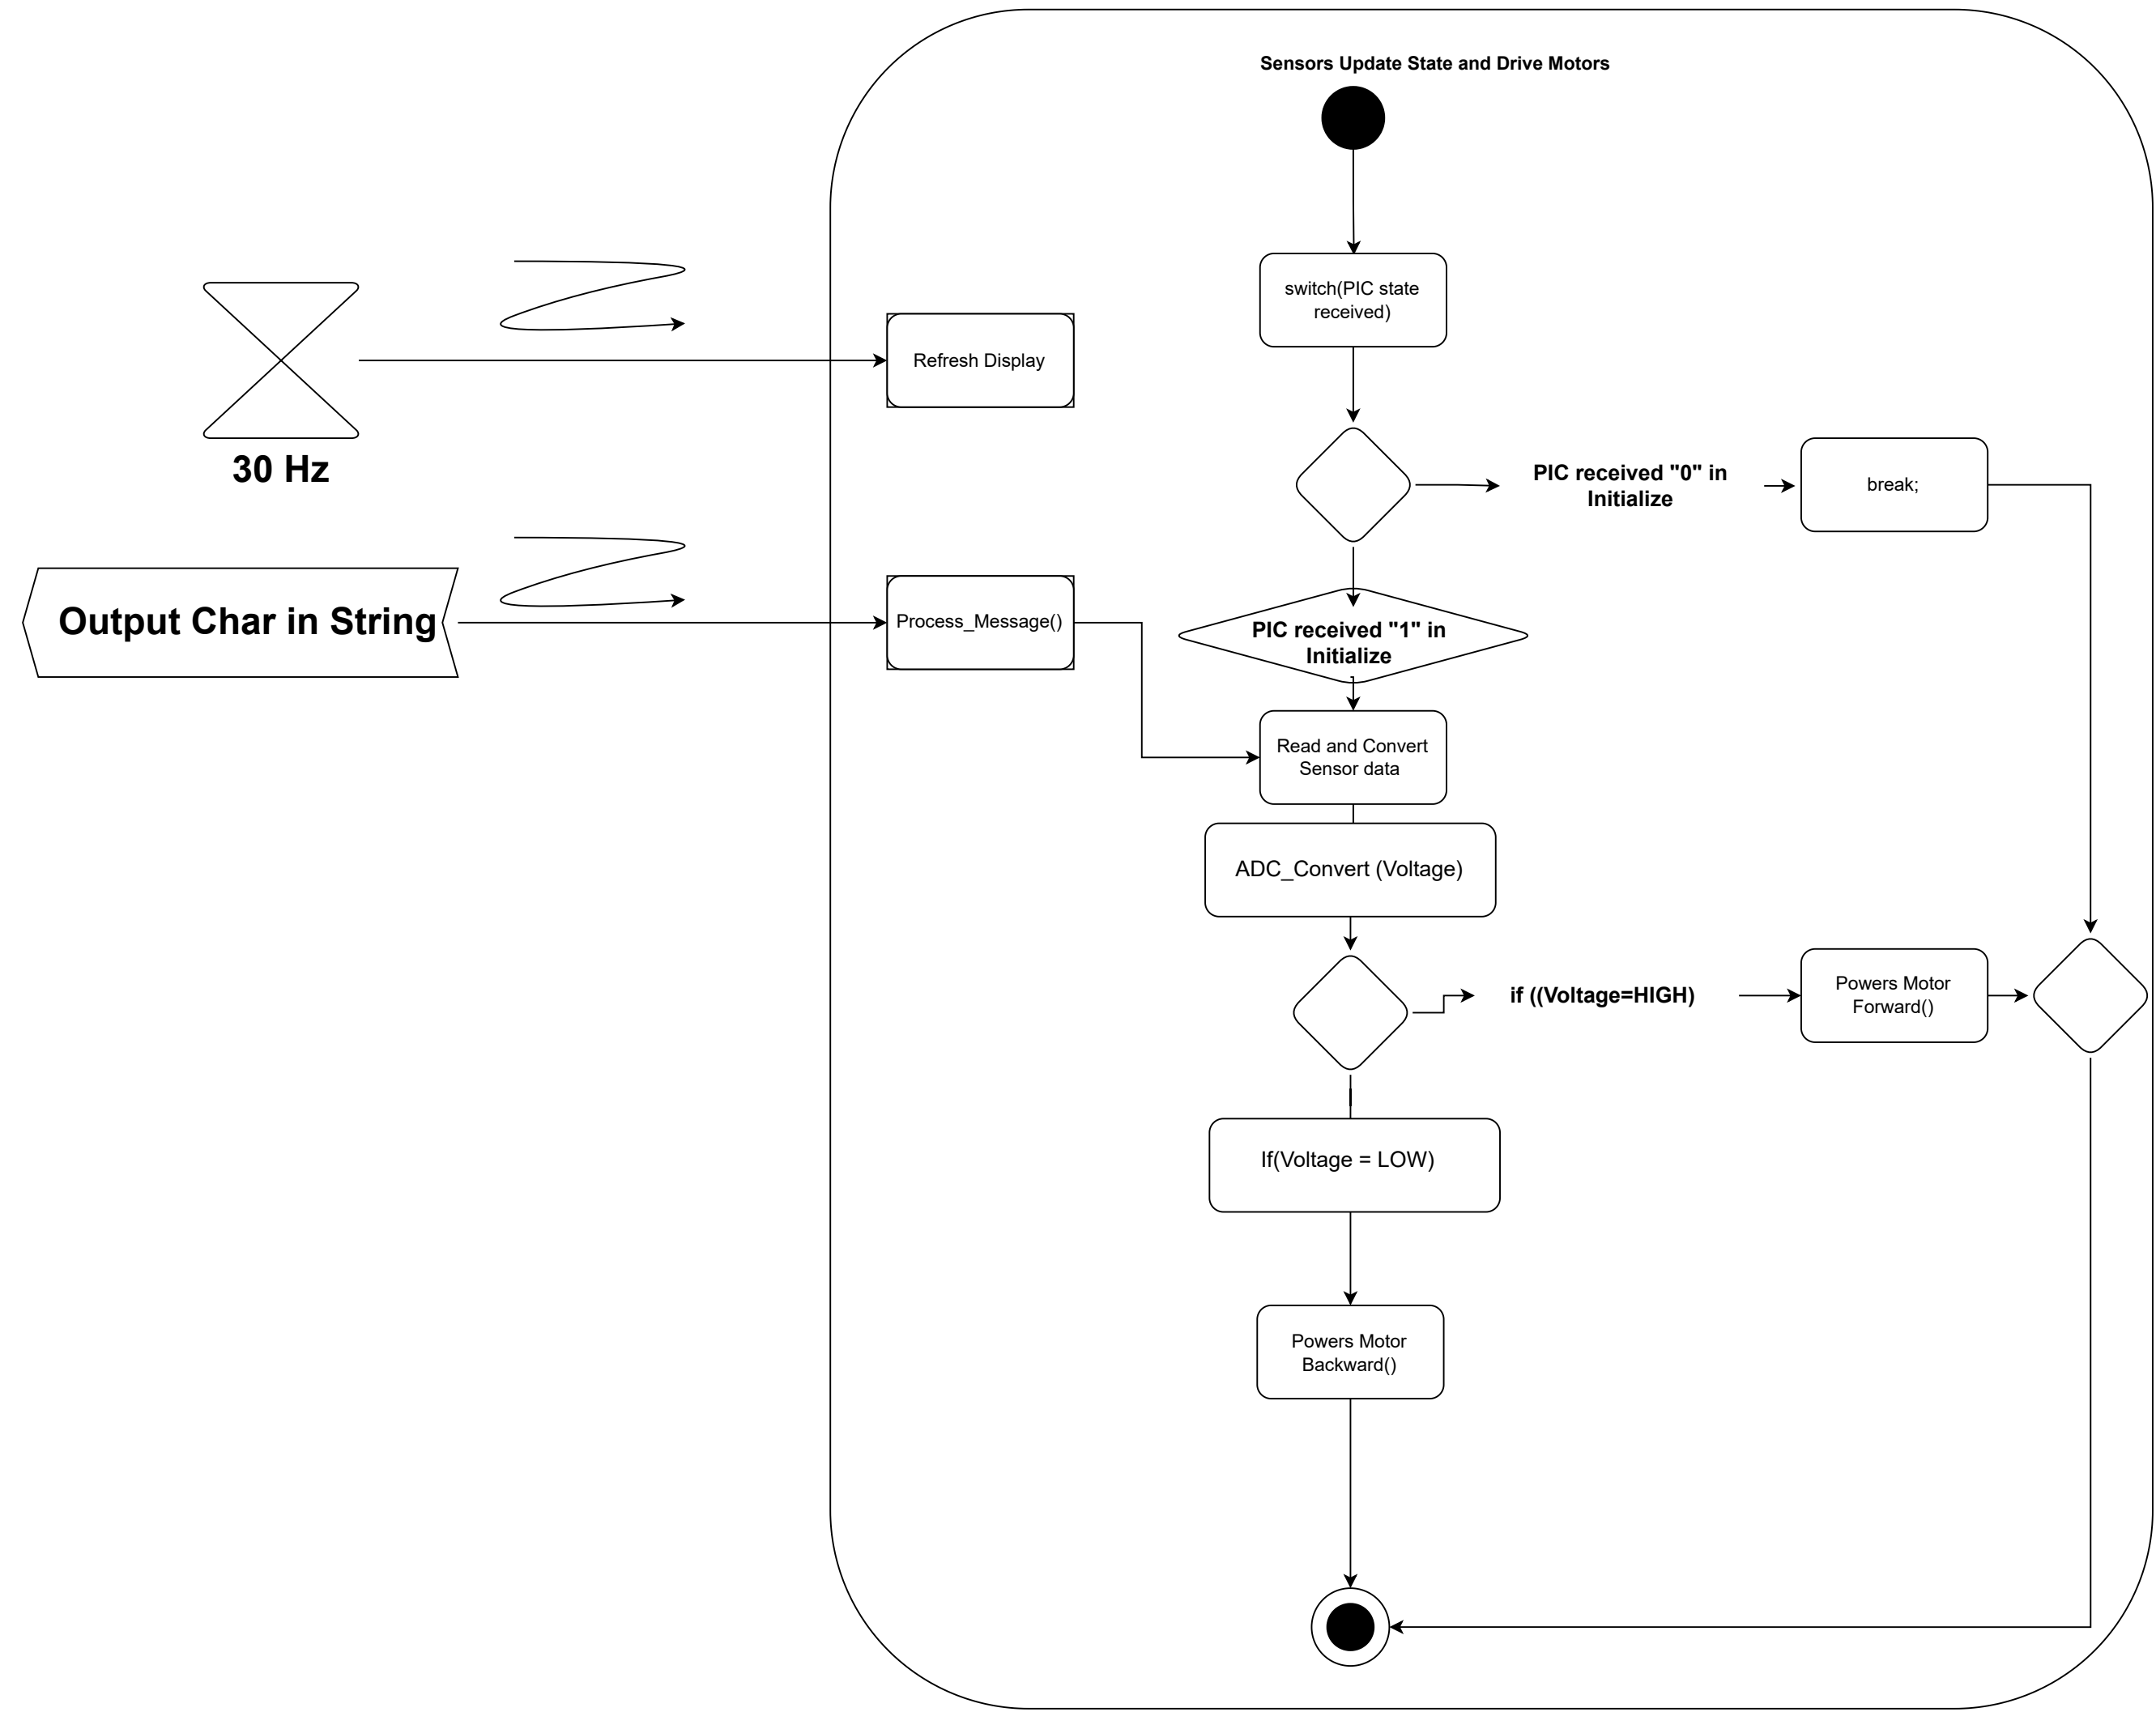 Sensors Update State and Drive Motors
switch(PIC state
received)
Refresh Display
30 Hz
PIC received "0" in
Initialize
break;
Output Char in String
Process_Message()
PIC received "1" in
Initialize
Read and Convert
Sensor data
ADC_Convert (Voltage)
if ((Voltage=HIGH)
Powers Motor
Forward()
If(Voltage = LOW)
Powers Motor
Backward()